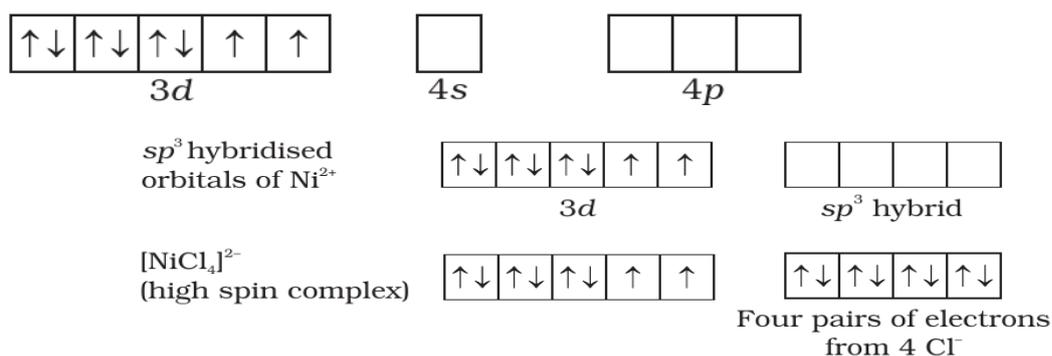 ↑↓ ↑↓ ↑↓ ↑ ↑
3d 4s 4p
sp³ hybridised
orbitals of Ni²⁺
↑↓ ↑↓ ↑↓ ↑ ↑
3d sp³ hybrid
[NiCl₄]²⁻
(high spin complex)
↑↓ ↑↓ ↑↓ ↑ ↑ ↑↓ ↑↓ ↑↓ ↑↓
Four pairs of electrons
from 4 Cl⁻